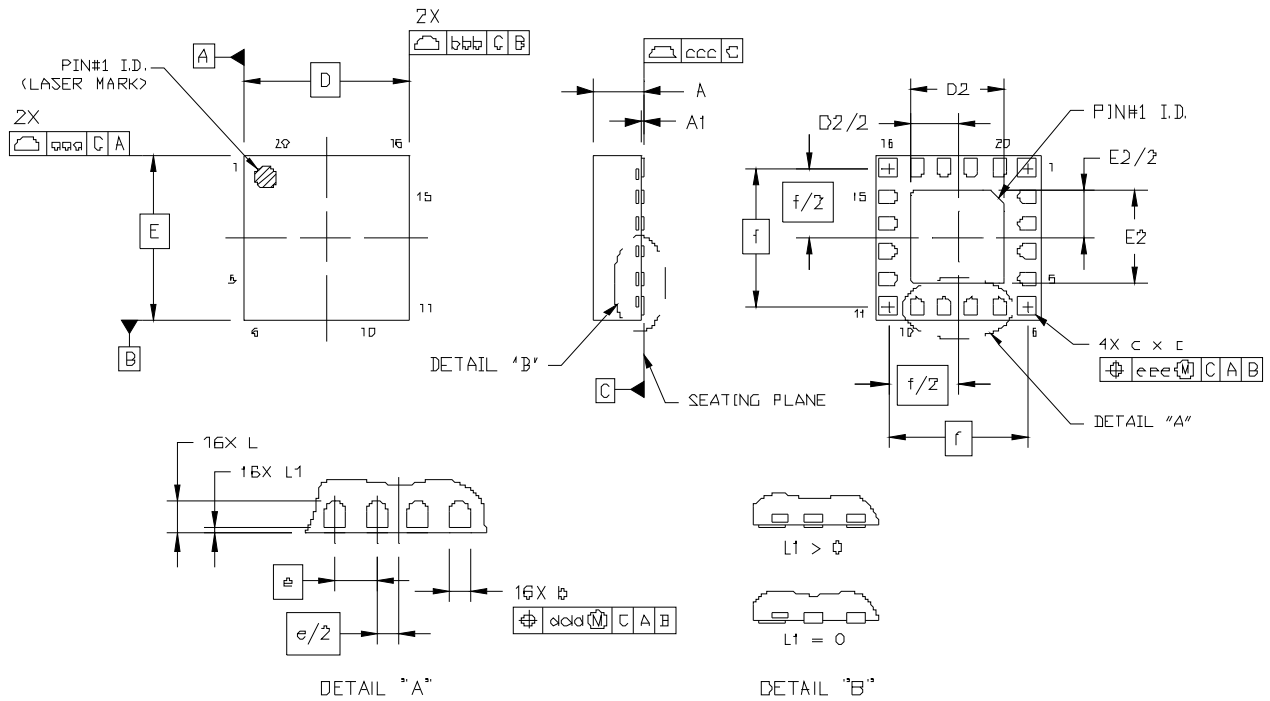 2X
bbb C B
A
PIN#1 I.D.
(LASER MARK)
D
2X
aaa C A
1
20
16
15
E
5
11
6
10
B
ccc C
A
A1
DETAIL "B"
C
SEATING PLANE
D2
D2/2
PIN#1 I.D.
16
20
1
E2/2
15
f/2
f
E2
5
11
10
6
4X c x c
eee M C A B
f/2
f
DETAIL "A"
16X L
16X L1
e
16X b
ddd M C A B
e/2
DETAIL "A"
L1 > 0
L1 = 0
DETAIL "B"